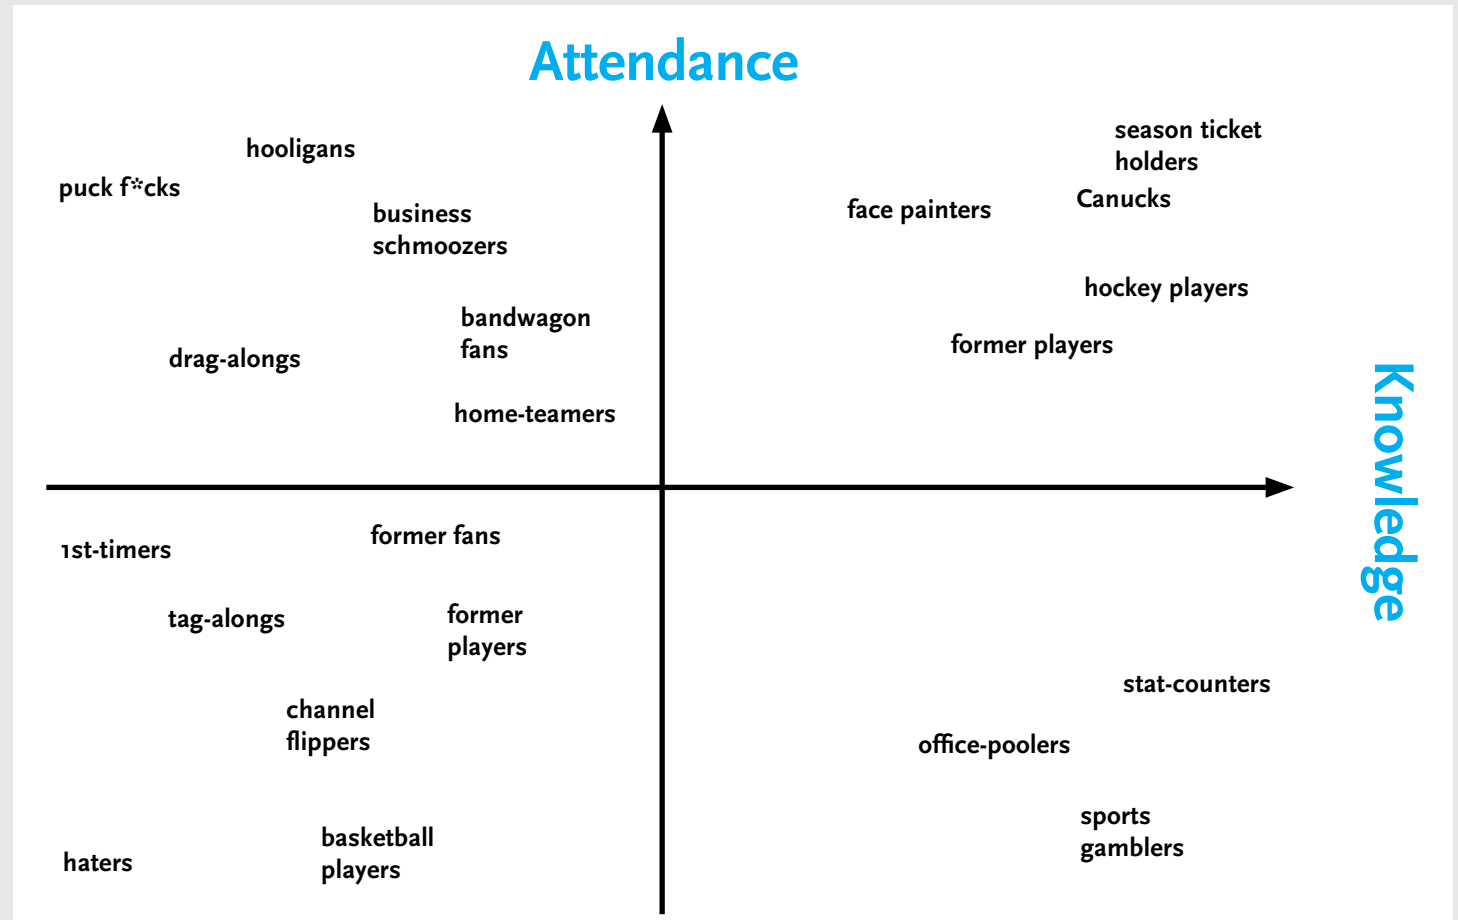 Attendance
hooligans
puck f*cks
business
schmoozers
bandwagon
fans
drag-alongs
home-teamers
season ticket
holders
Canucks
face painters
hockey players
former players
Knowledge
1st-timers
former fans
tag-alongs
former
players
channel
flippers
haters
basketball
players
stat-counters
office-poolers
sports
gamblers